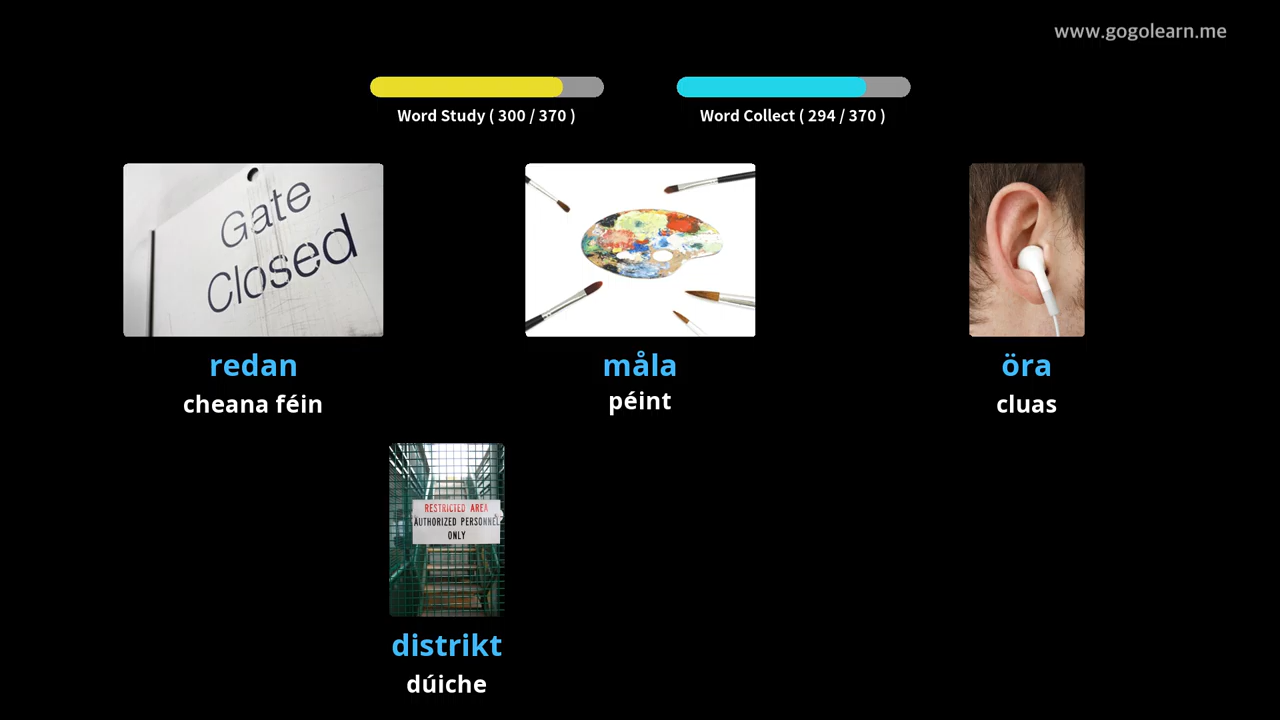 www.gogolearn.me
Word Study ( 300 / 370 )
Word Collect ( 294 / 370 )
Gate
Closed
redan
cheana féin
måla
péint
öra
cluas
RESTRICTED AREA
AUTHORIZED PERSONNEL
ONLY
distrikt
dúiche